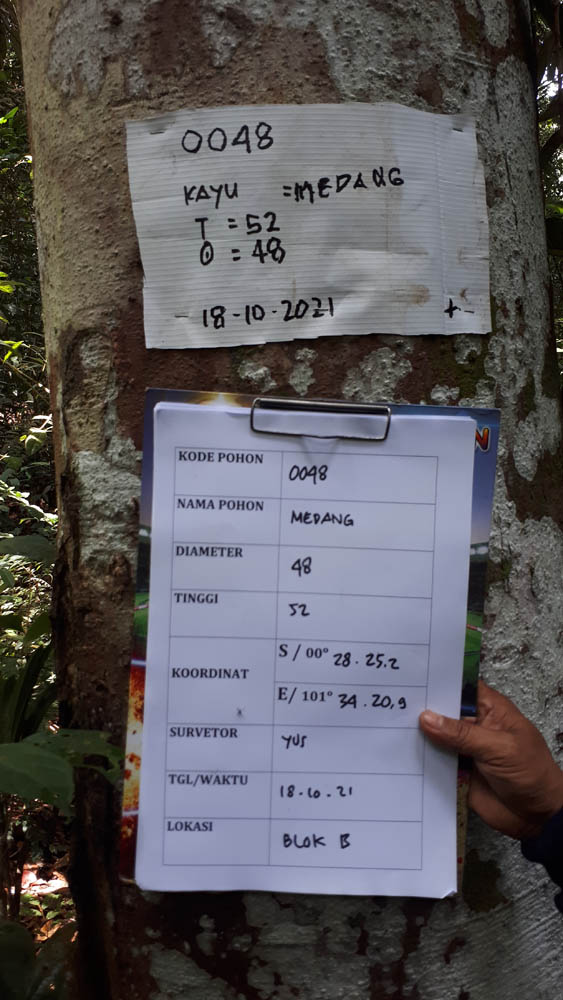 0048
KAYU = MEDANG
T = 52
O = 48
18-10-2021
+-
N
KODE POHON 0048
NAMA POHON MEDANG
DIAMETER 48
TINGGI 52
KOORDINAT S / 00° 28.25.2
E/ 101° 34.20,9
SURVETOR YUS
TGL/WAKTU 18.10.21
LOKASI BLOK B